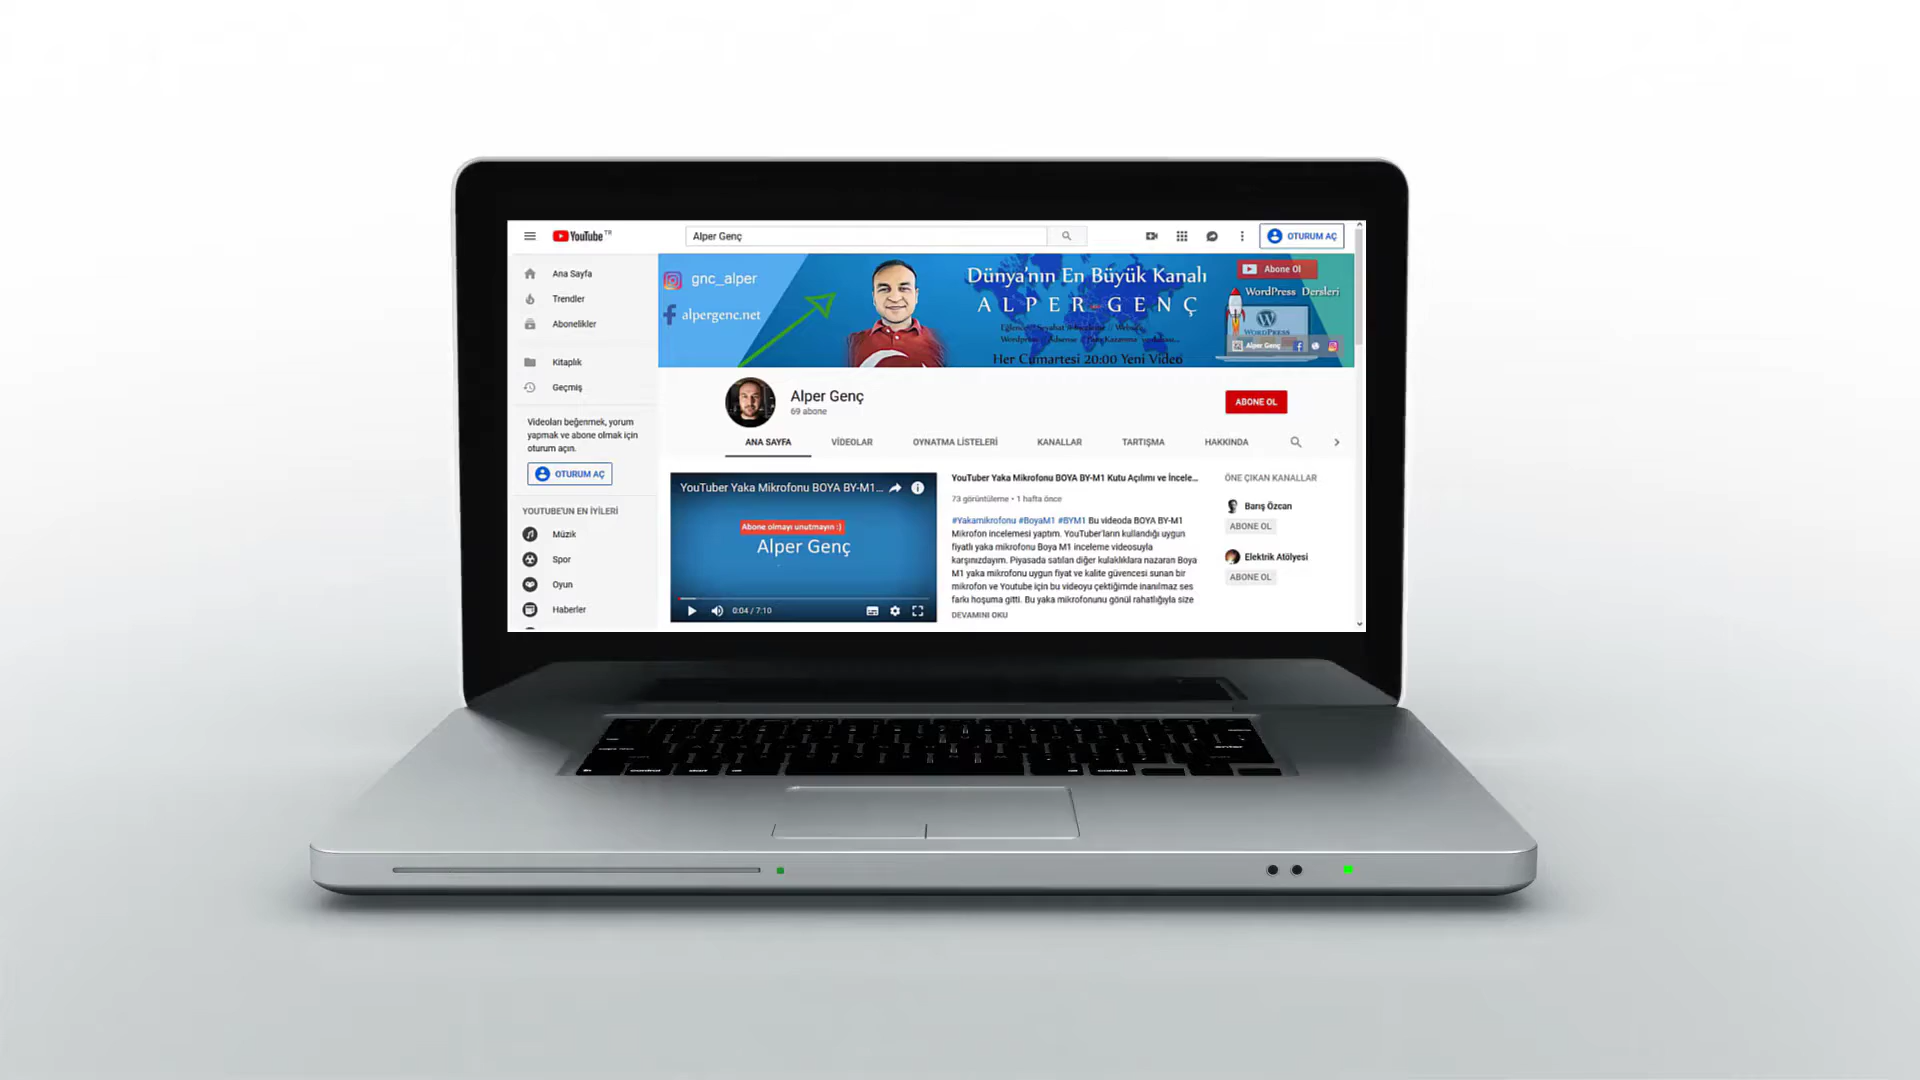 YouTube TR
Alper Genç
OTURUM AÇ
Ana Sayfa
Trendler
Abonelikler
Kitaplık
Geçmiş
Videoları beğenmek, yorum
yapmak ve abone olmak için
oturum açın.
OTURUM AÇ
YOUTUBE'UN EN İYİLERİ
Müzik
Spor
Oyun
Haberler
gnc_alper
alpergenc.net
Dünya'nın En Büyük Kanalı
ALPER GENÇ
Her Cumartesi 20:00 Yeni Video
Abone Ol
WordPress Dersleri
WORDPRESS
Alper Genç
Alper Genç
69 abone
ABONE OL
ANA SAYFA
VİDEOLAR
OYNATMA LİSTELERİ
KANALLAR
TARTIŞMA
HAKKINDA
YouTuber Yaka Mikrofonu BOYA BY-M1...
Abone olmayı unutmayın :)
Alper Genç
0:04 / 7:10
YouTuber Yaka Mikrofonu BOYA BY-M1 Kutu Açılımı ve İncele...
73 görüntüleme • 1 hafta önce
#Yakamikrofonu #BoyaM1 #BYM1 Bu videoda BOYA BY-M1
Mikrofon incelemesi yaptım. YouTuber'ların kullandığı uygun
fiyatlı yaka mikrofonu Boya M1 inceleme videosuyla
karşınızdayım. Piyasada satılan diğer kulaklıklara nazaran Boya
M1 yaka mikrofonu uygun fiyat ve kalite güvencesi sunan bir
mikrofon ve Youtube için bu videoyu çektiğimde inanılmaz ses
farkı hoşuma gitti. Bu yaka mikrofonunu gönül rahatlığıyla size
DEVAMINI OKU
ÖNE ÇIKAN KANALLAR
Barış Özcan
ABONE OL
Elektrik Atölyesi
ABONE OL